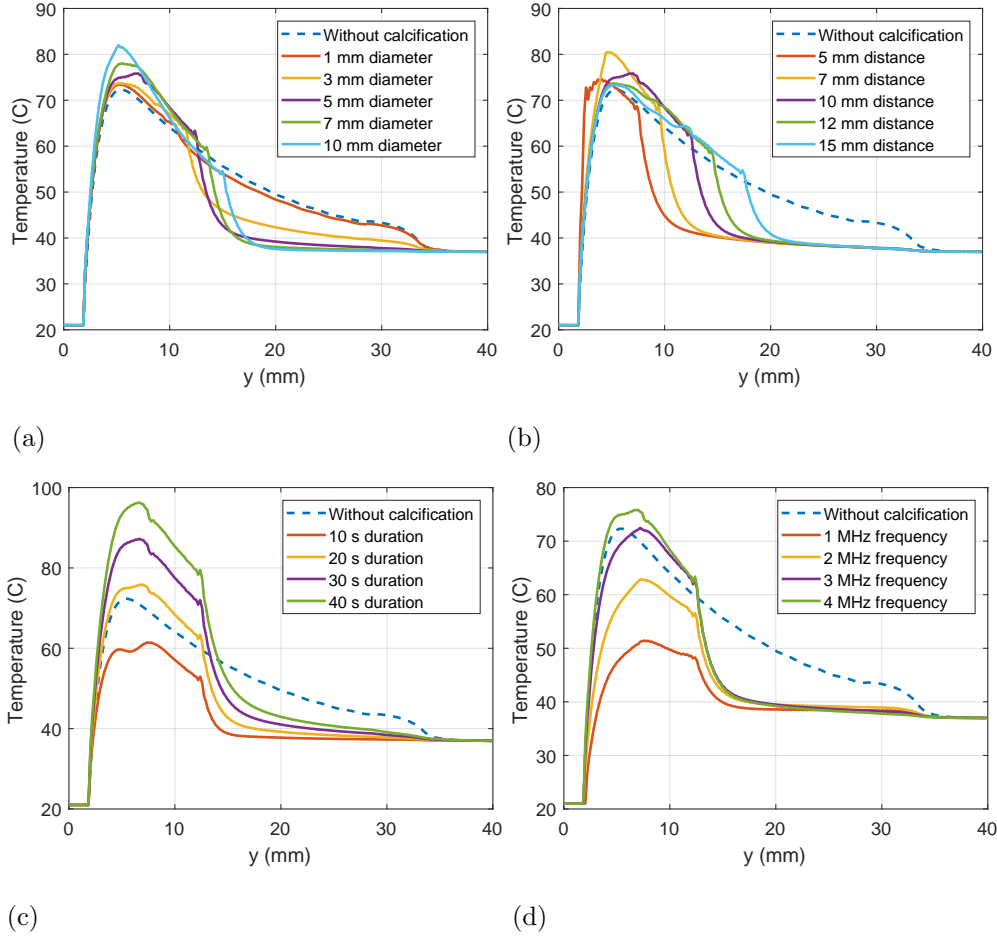 90
80
70
60
50
40
30
20
Temperature (C)
Without calcification
1 mm diameter
3 mm diameter
5 mm diameter
7 mm diameter
10 mm diameter
0 10 20 30 40
y (mm)
(a)
90
80
70
60
50
40
30
20
Temperature (C)
Without calcification
5 mm distance
7 mm distance
10 mm distance
12 mm distance
15 mm distance
0 10 20 30 40
y (mm)
(b)
100
80
60
40
20
Temperature (C)
Without calcification
10 s duration
20 s duration
30 s duration
40 s duration
0 10 20 30 40
y (mm)
(c)
80
70
60
50
40
30
20
Temperature (C)
Without calcification
1 MHz frequency
2 MHz frequency
3 MHz frequency
4 MHz frequency
0 10 20 30 40
y (mm)
(d)